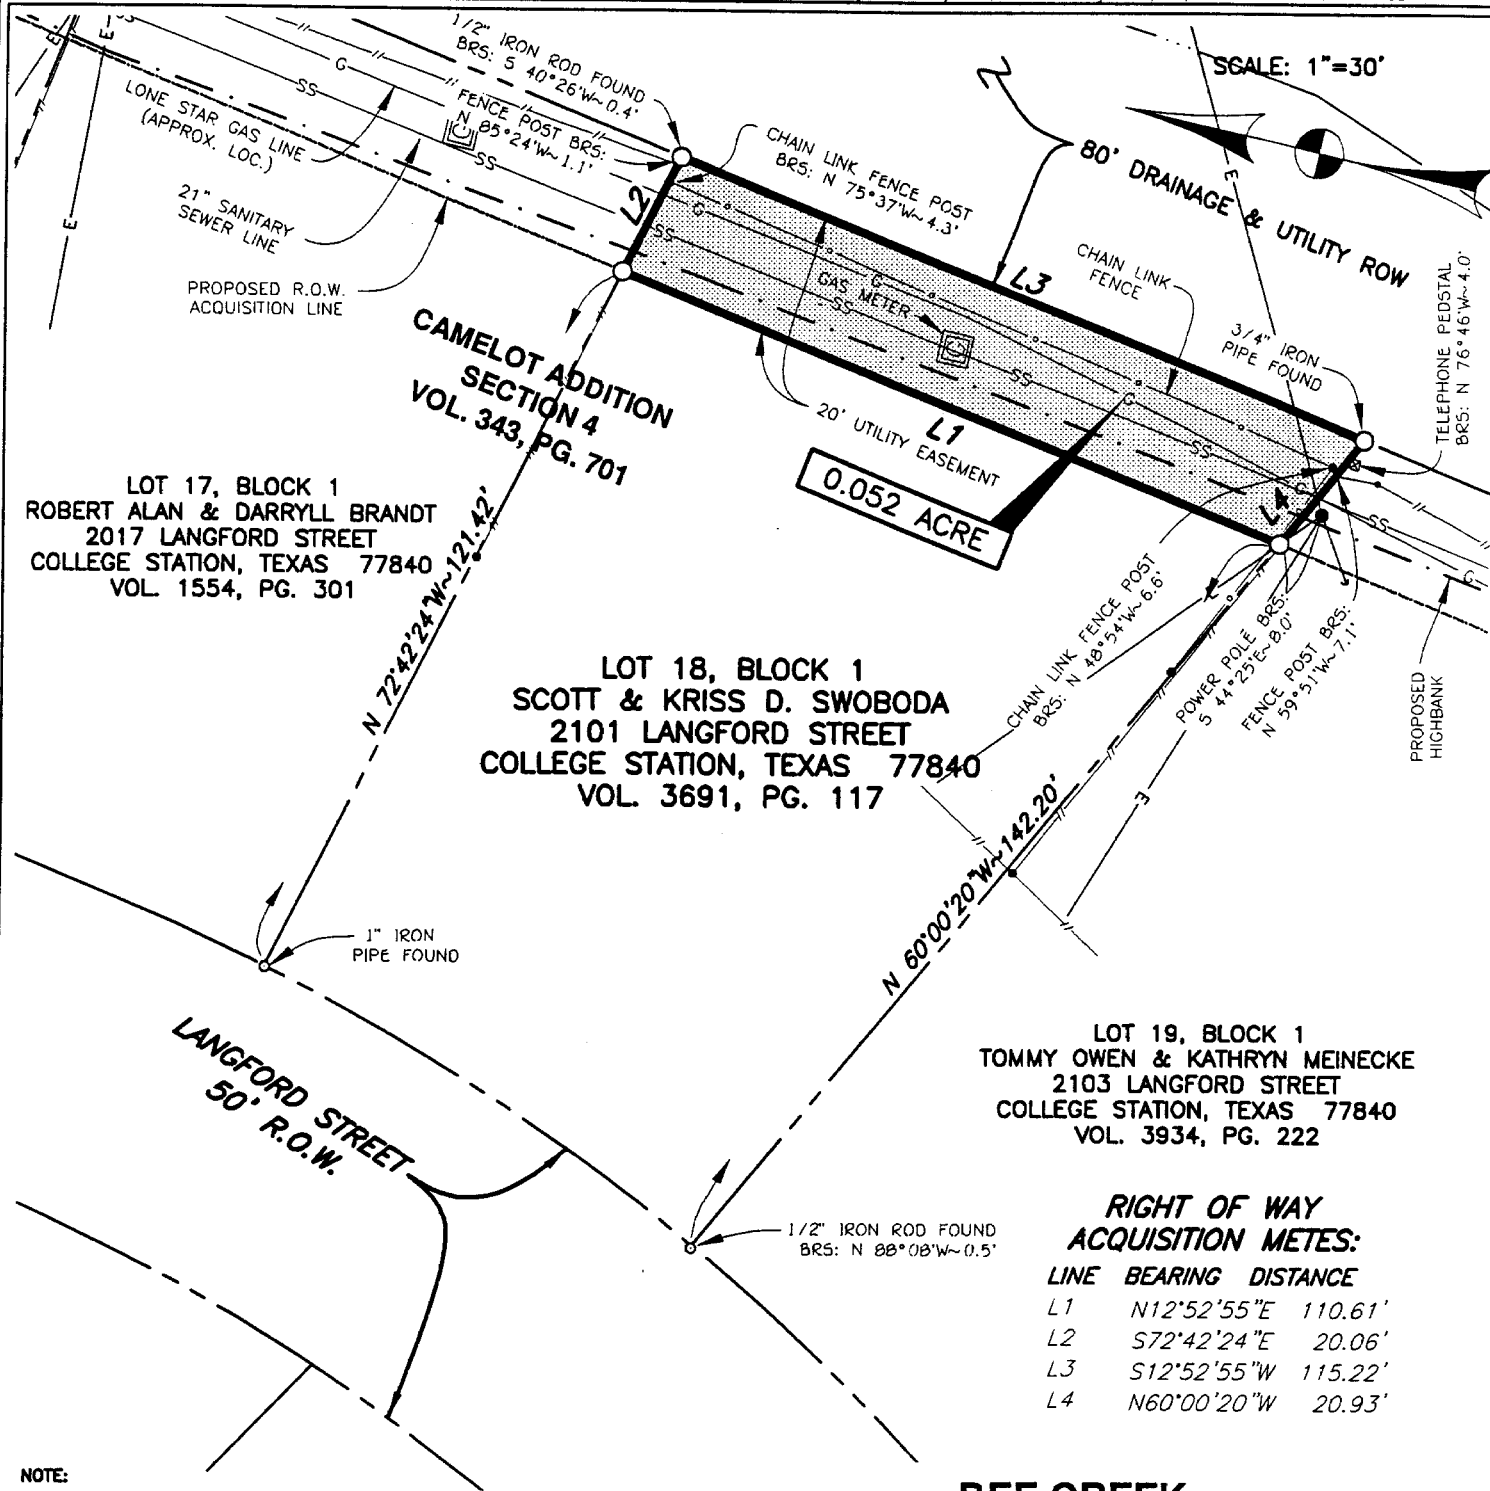 1/2" IRON ROD FOUND
BRS: S 40°26'W~0.4'
SCALE: 1"=30'
FENCE POST BRS:
N 85°24'W~1.1'
LONE STAR GAS LINE
(APPROX. LOC.)
CHAIN LINK FENCE POST
BRS: N 75°37'W~4.3'
80' DRAINAGE & UTILITY ROW
21" SANITARY
SEWER LINE
PROPOSED R.O.W.
ACQUISITION LINE
L2
L3
CHAIN LINK
FENCE
GAS METER
3/4" IRON
PIPE FOUND
TELEPHONE PEDSTAL
BRS: N 76°46'W~4.0'
CAMELOT ADDITION
SECTION 4
VOL. 343, PG. 701
20' UTILITY EASEMENT
L1
0.052 ACRE
L4
LOT 17, BLOCK 1
ROBERT ALAN & DARRYLL BRANDT
2017 LANGFORD STREET
COLLEGE STATION, TEXAS 77840
VOL. 1554, PG. 301
N 72°42'24"W~121.42'
CHAIN LINK FENCE POST
BRS: N 48°54'W~6.6'
POWER POLE BRS:
S 44°25'E~8.0'
FENCE POST BRS:
N 59°51'W~7.1'
PROPOSED
HIGHBANK
LOT 18, BLOCK 1
SCOTT & KRISS D. SWOBODA
2101 LANGFORD STREET
COLLEGE STATION, TEXAS 77840
VOL. 3691, PG. 117
N 60°00'20"W~142.20'
1" IRON
PIPE FOUND
LANGFORD STREET
50' R.O.W.
LOT 19, BLOCK 1
TOMMY OWEN & KATHRYN MEINECKE
2103 LANGFORD STREET
COLLEGE STATION, TEXAS 77840
VOL. 3934, PG. 222
1/2" IRON ROD FOUND
BRS: N 88°08'W~0.5'
RIGHT OF WAY
ACQUISITION METES:
LINE BEARING DISTANCE
L1 N12°52'55"E 110.61'
L2 S72°42'24"E 20.06'
L3 S12°52'55"W 115.22'
L4 N60°00'20"W 20.93'
NOTE:
BEE CREEK